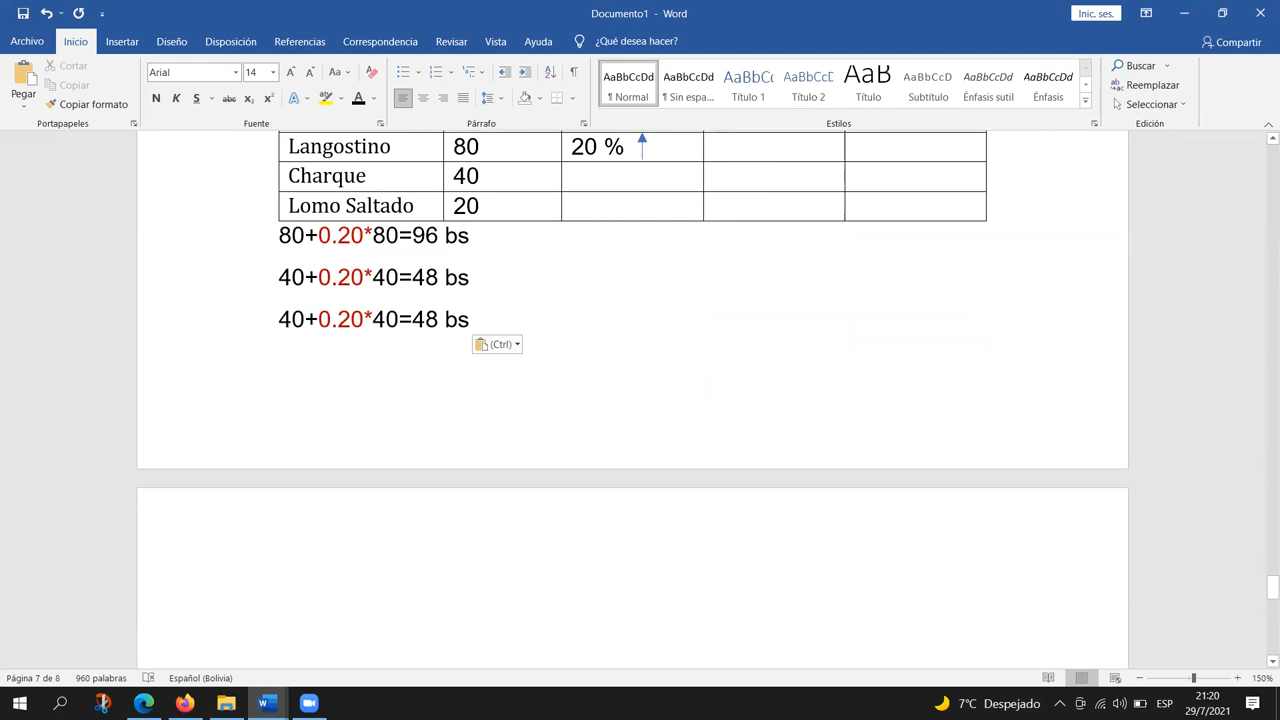 Documento1 - Word
Inic. ses.
Archivo Inicio Insertar Diseño Disposición Referencias Correspondencia Revisar Vista Ayuda ¿Qué desea hacer? Compartir
Pegar
Cortar
Copiar
Copiar formato
Portapapeles
Arial 14
Aa
N K S abc x₂ x² A A
Fuente
Párrafo
AaBbCcDd AaBbCcDd AaBbCc AaBbCcD AaB AaBbCcD AaBbCcDd AaBbCcDd
¶ Normal ¶ Sin espa... Título 1 Título 2 Título Subtítulo Énfasis sutil Énfasis
Estilos
Buscar
Reemplazar
Seleccionar
Edición
Langostino 80 20 %
Charque 40
Lomo Saltado 20
80+0.20*80=96 bs
40+0.20*40=48 bs
40+0.20*40=48 bs
(Ctrl)
Página 7 de 8 960 palabras Español (Bolivia) 150%
7°C Despejado ESP 21:20
29/7/2021